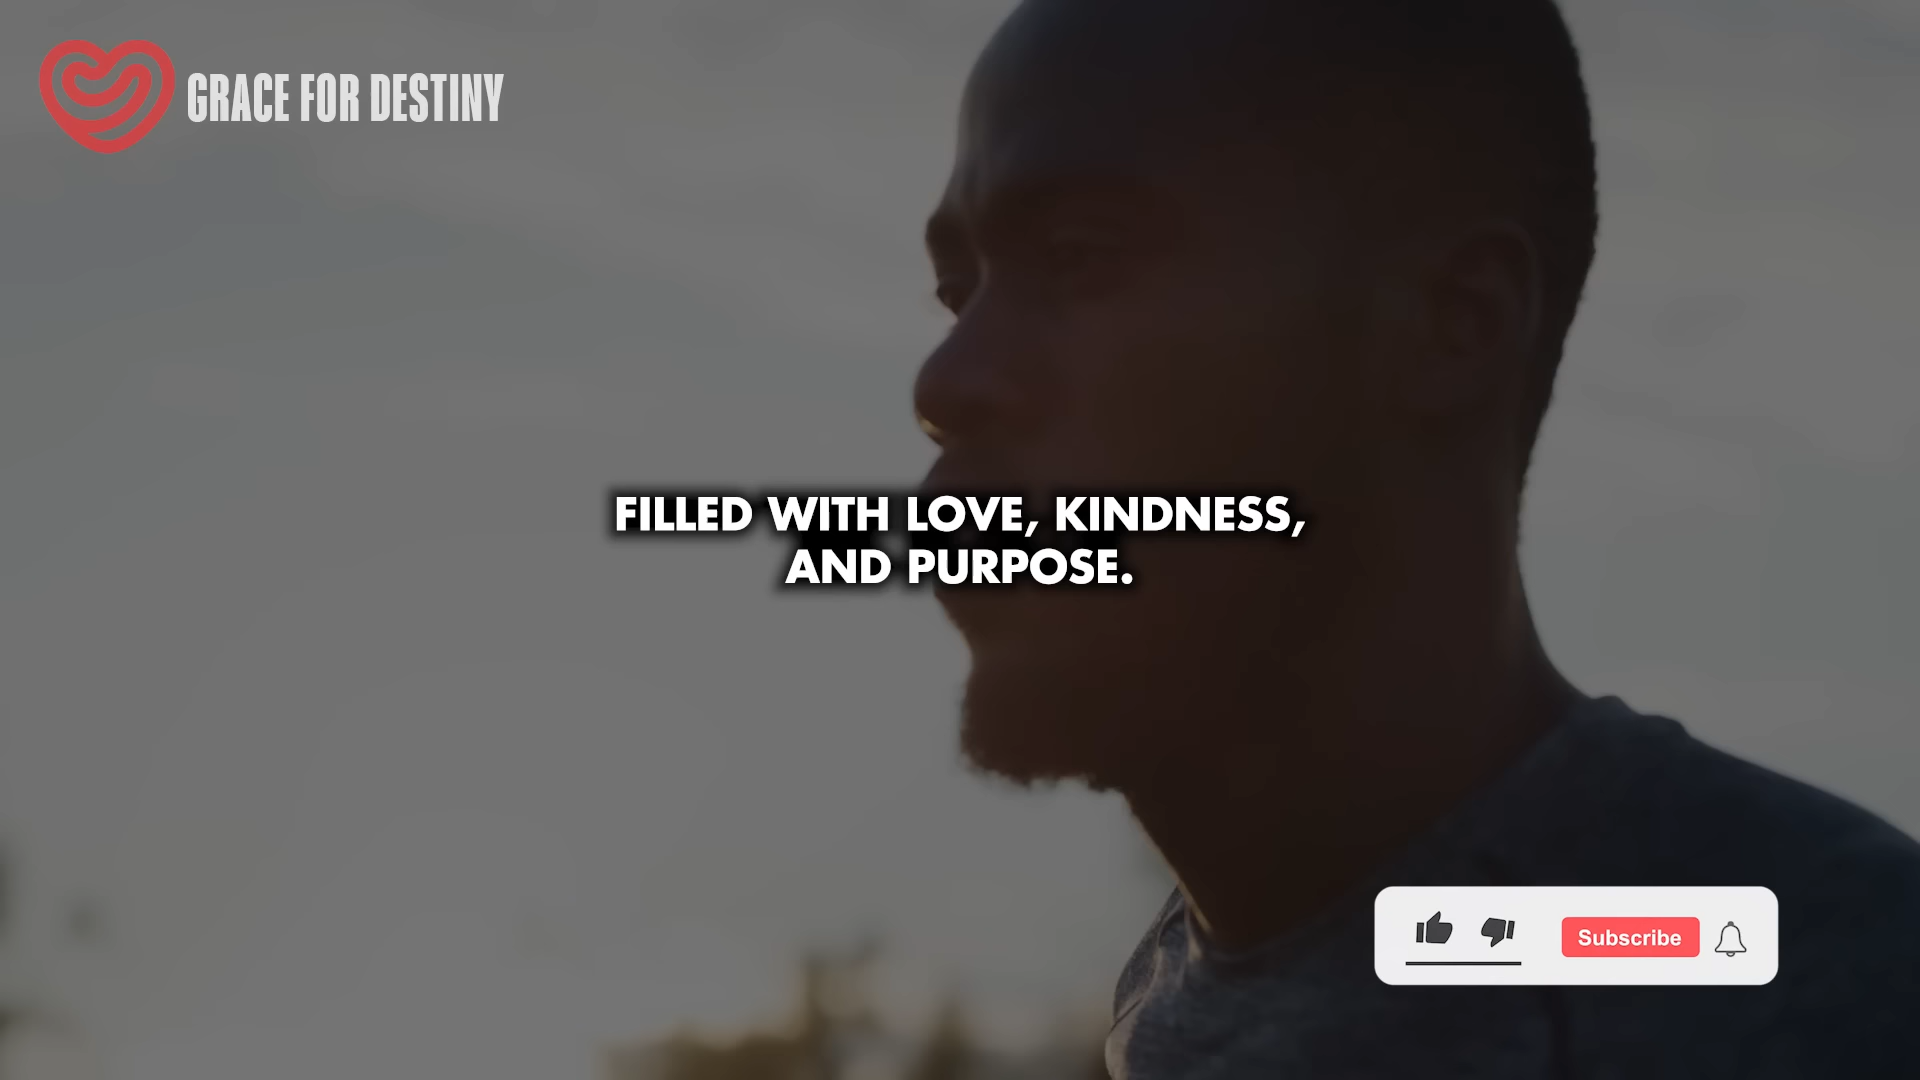 GRACE FOR DESTINY
FILLED WITH LOVE, KINDNESS,
AND PURPOSE.
Subscribe